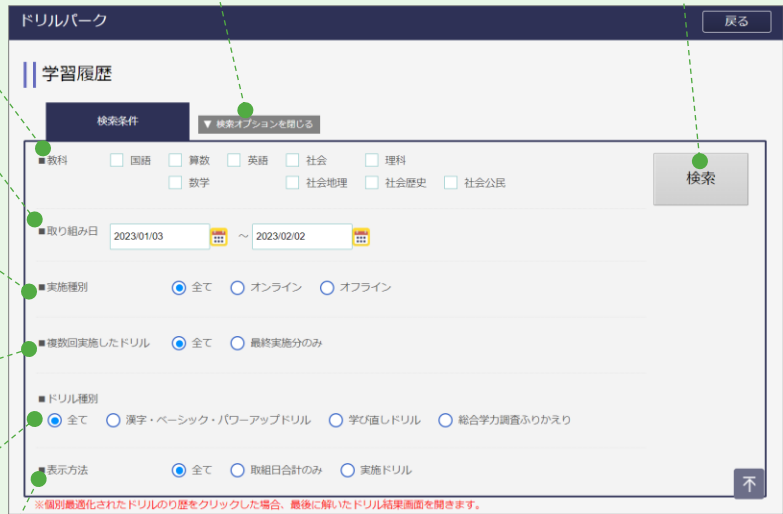 ドリルパーク 戻る
学習履歴
検索条件 ▼ 検索オプションを閉じる
■教科 国語 算数 英語 社会 理科
数学 社会地理 社会歴史 社会公民
検索
■取り組み日 2023/01/03 ～ 2023/02/02
■実施種別 全て オンライン オフライン
■複数回実施したドリル 全て 最終実施分のみ
■ドリル種別
全て 漢字・ベーシック・パワーアップドリル 学び直しドリル 総合学力調査ふりかえり
■表示方法 全て 取組日合計のみ 実施ドリル
※個別最適化されたドリルのり歴をクリックした場合、最後に解いたドリル結果画面を開きます。